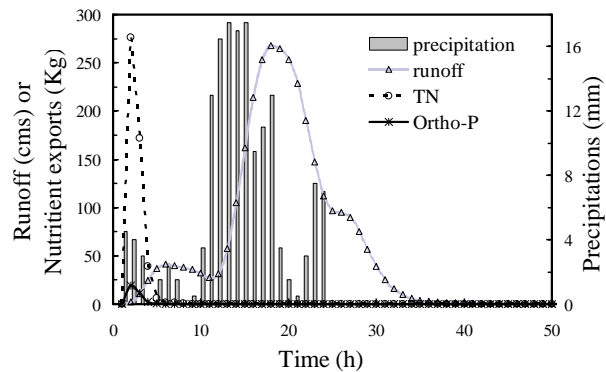 300
250
200
150
100
50
0
Runoff (cms) or
Nutritient exports (Kg)
precipitation
runoff
TN
Ortho-P
16
12
8
4
0
Precipitations (mm)
0 10 20 30 40 50
Time (h)